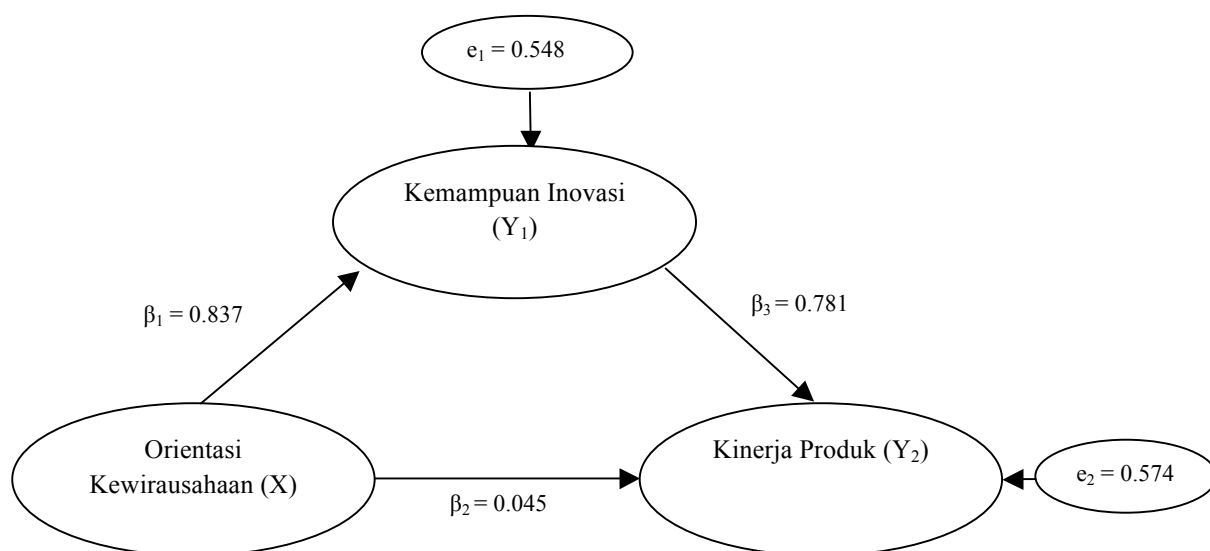 e₁ = 0.548
Kemampuan Inovasi
(Y₁)
β₁ = 0.837
β₃ = 0.781
Orientasi
Kewirausahaan (X)
β₂ = 0.045
Kinerja Produk (Y₂)
e₂ = 0.574